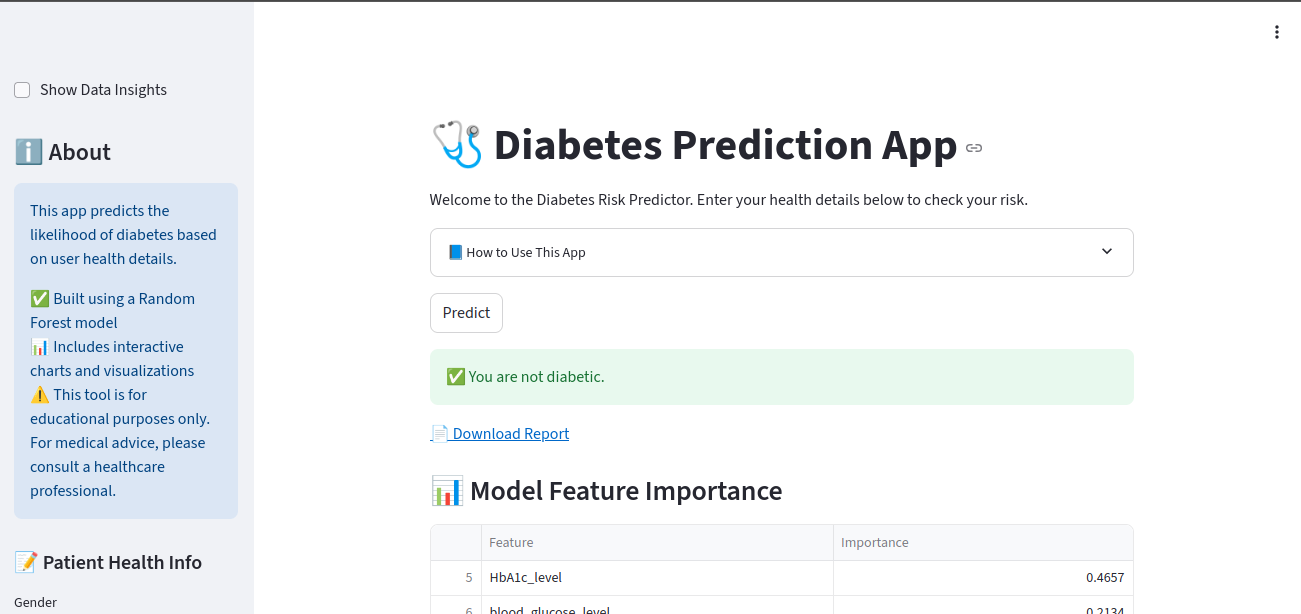 Show Data Insights
ℹ️ About
This app predicts the
likelihood of diabetes based
on user health details.
✅ Built using a Random
Forest model
📊 Includes interactive
charts and visualizations
⚠️ This tool is for
educational purposes only.
For medical advice, please
consult a healthcare
professional.
📝 Patient Health Info
Gender
🩺 Diabetes Prediction App
Welcome to the Diabetes Risk Predictor. Enter your health details below to check your risk.
📘 How to Use This App
Predict
✅ You are not diabetic.
📄 Download Report
📊 Model Feature Importance
Feature Importance
5 HbA1c_level 0.4657
6 blood_glucose_level 0.2134